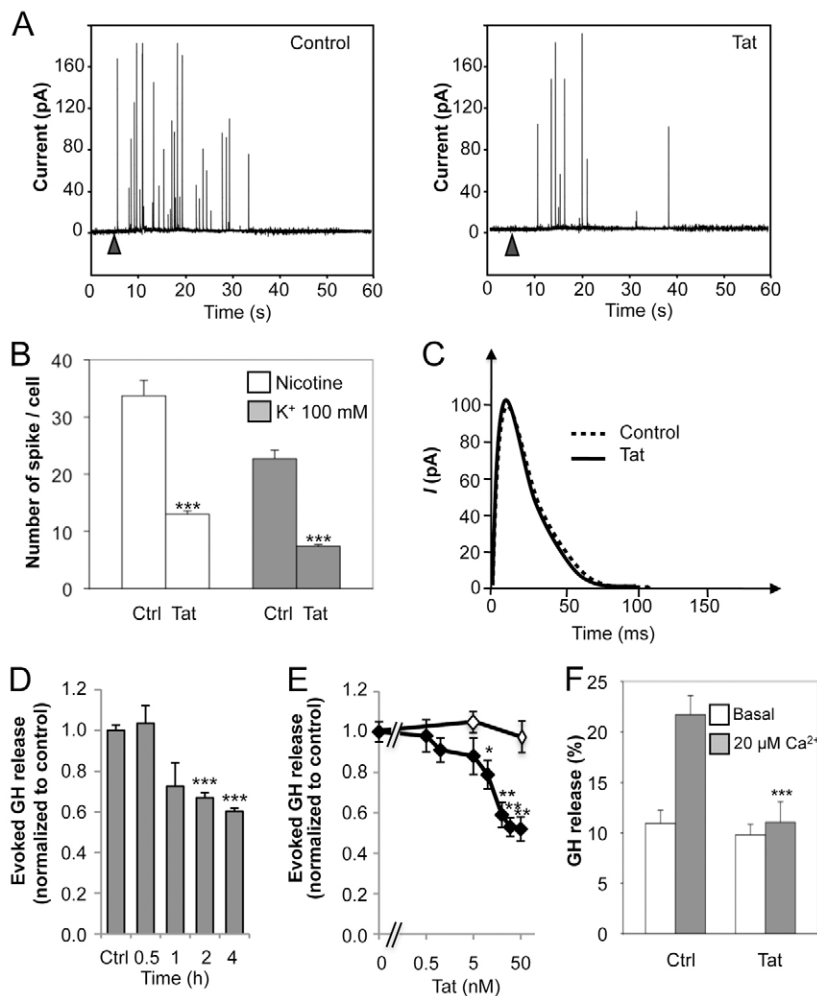 A
Control
Current (pA)
160
120
80
40
0
0 10 20 30 40 50 60
Time (s)
Tat
Current (pA)
160
120
80
40
0
0 10 20 30 40 50 60
Time (s)
B
Number of spike / cell
40
30
20
10
0
Nicotine
K⁺ 100 mM
***
***
Ctrl Tat
Ctrl Tat
C
I (pA)
100
80
60
40
20
0
Control
Tat
0 50 100 150
Time (ms)
D
Evoked GH release
(normalized to control)
1.2
1.0
0.8
0.6
0.4
0.2
0.0
***
***
Ctrl 0.5 1 2 4
Time (h)
E
Evoked GH release
(normalized to control)
1.2
1.0
0.8
0.6
0.4
0.2
0.0
*
**
**
**
0 0.5 5 50
Tat (nM)
F
GH release (%)
25
20
15
10
5
0
Basal
20 µM Ca²⁺
***
Ctrl Tat